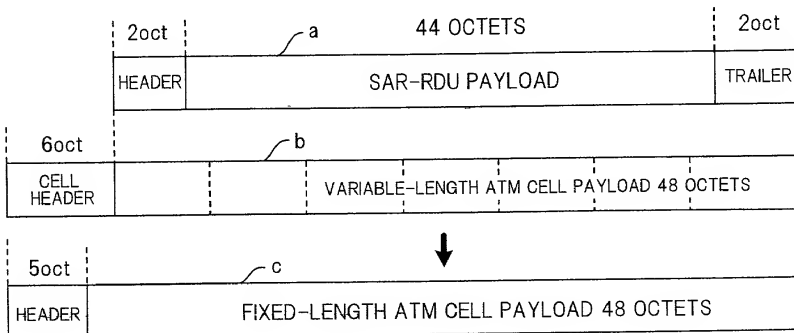 2oct 44 OCTETS 2oct
a
HEADER SAR-RDU PAYLOAD TRAILER
6oct
b
CELL
HEADER
VARIABLE-LENGTH ATM CELL PAYLOAD 48 OCTETS
5oct
c
HEADER FIXED-LENGTH ATM CELL PAYLOAD 48 OCTETS